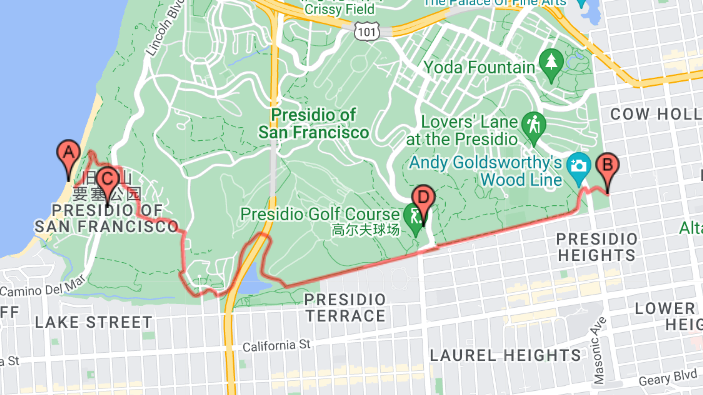 The Palace Of Fine Arts
Crissy Field
Lincoln Blvd
101
Yoda Fountain
Presidio of
San Francisco
Lovers' Lane
at the Presidio
COW HOLL
Andy Goldsworthy's
Wood Line
A
B
C
D
要塞公园
PRESIDIO OF
SAN FRANCISCO
Presidio Golf Course
高尔夫球场
PRESIDIO
HEIGHTS
Alta
Camino Del Mar
FF
LAKE STREET
PRESIDIO
TERRACE
LOWER
HEIG
California St
a St
LAUREL HEIGHTS
Masonic Ave
Geary Blvd